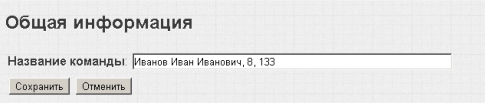 Общая информация
Название команды: Иванов Иван Иванович, 8, 133
Сохранить Отменить